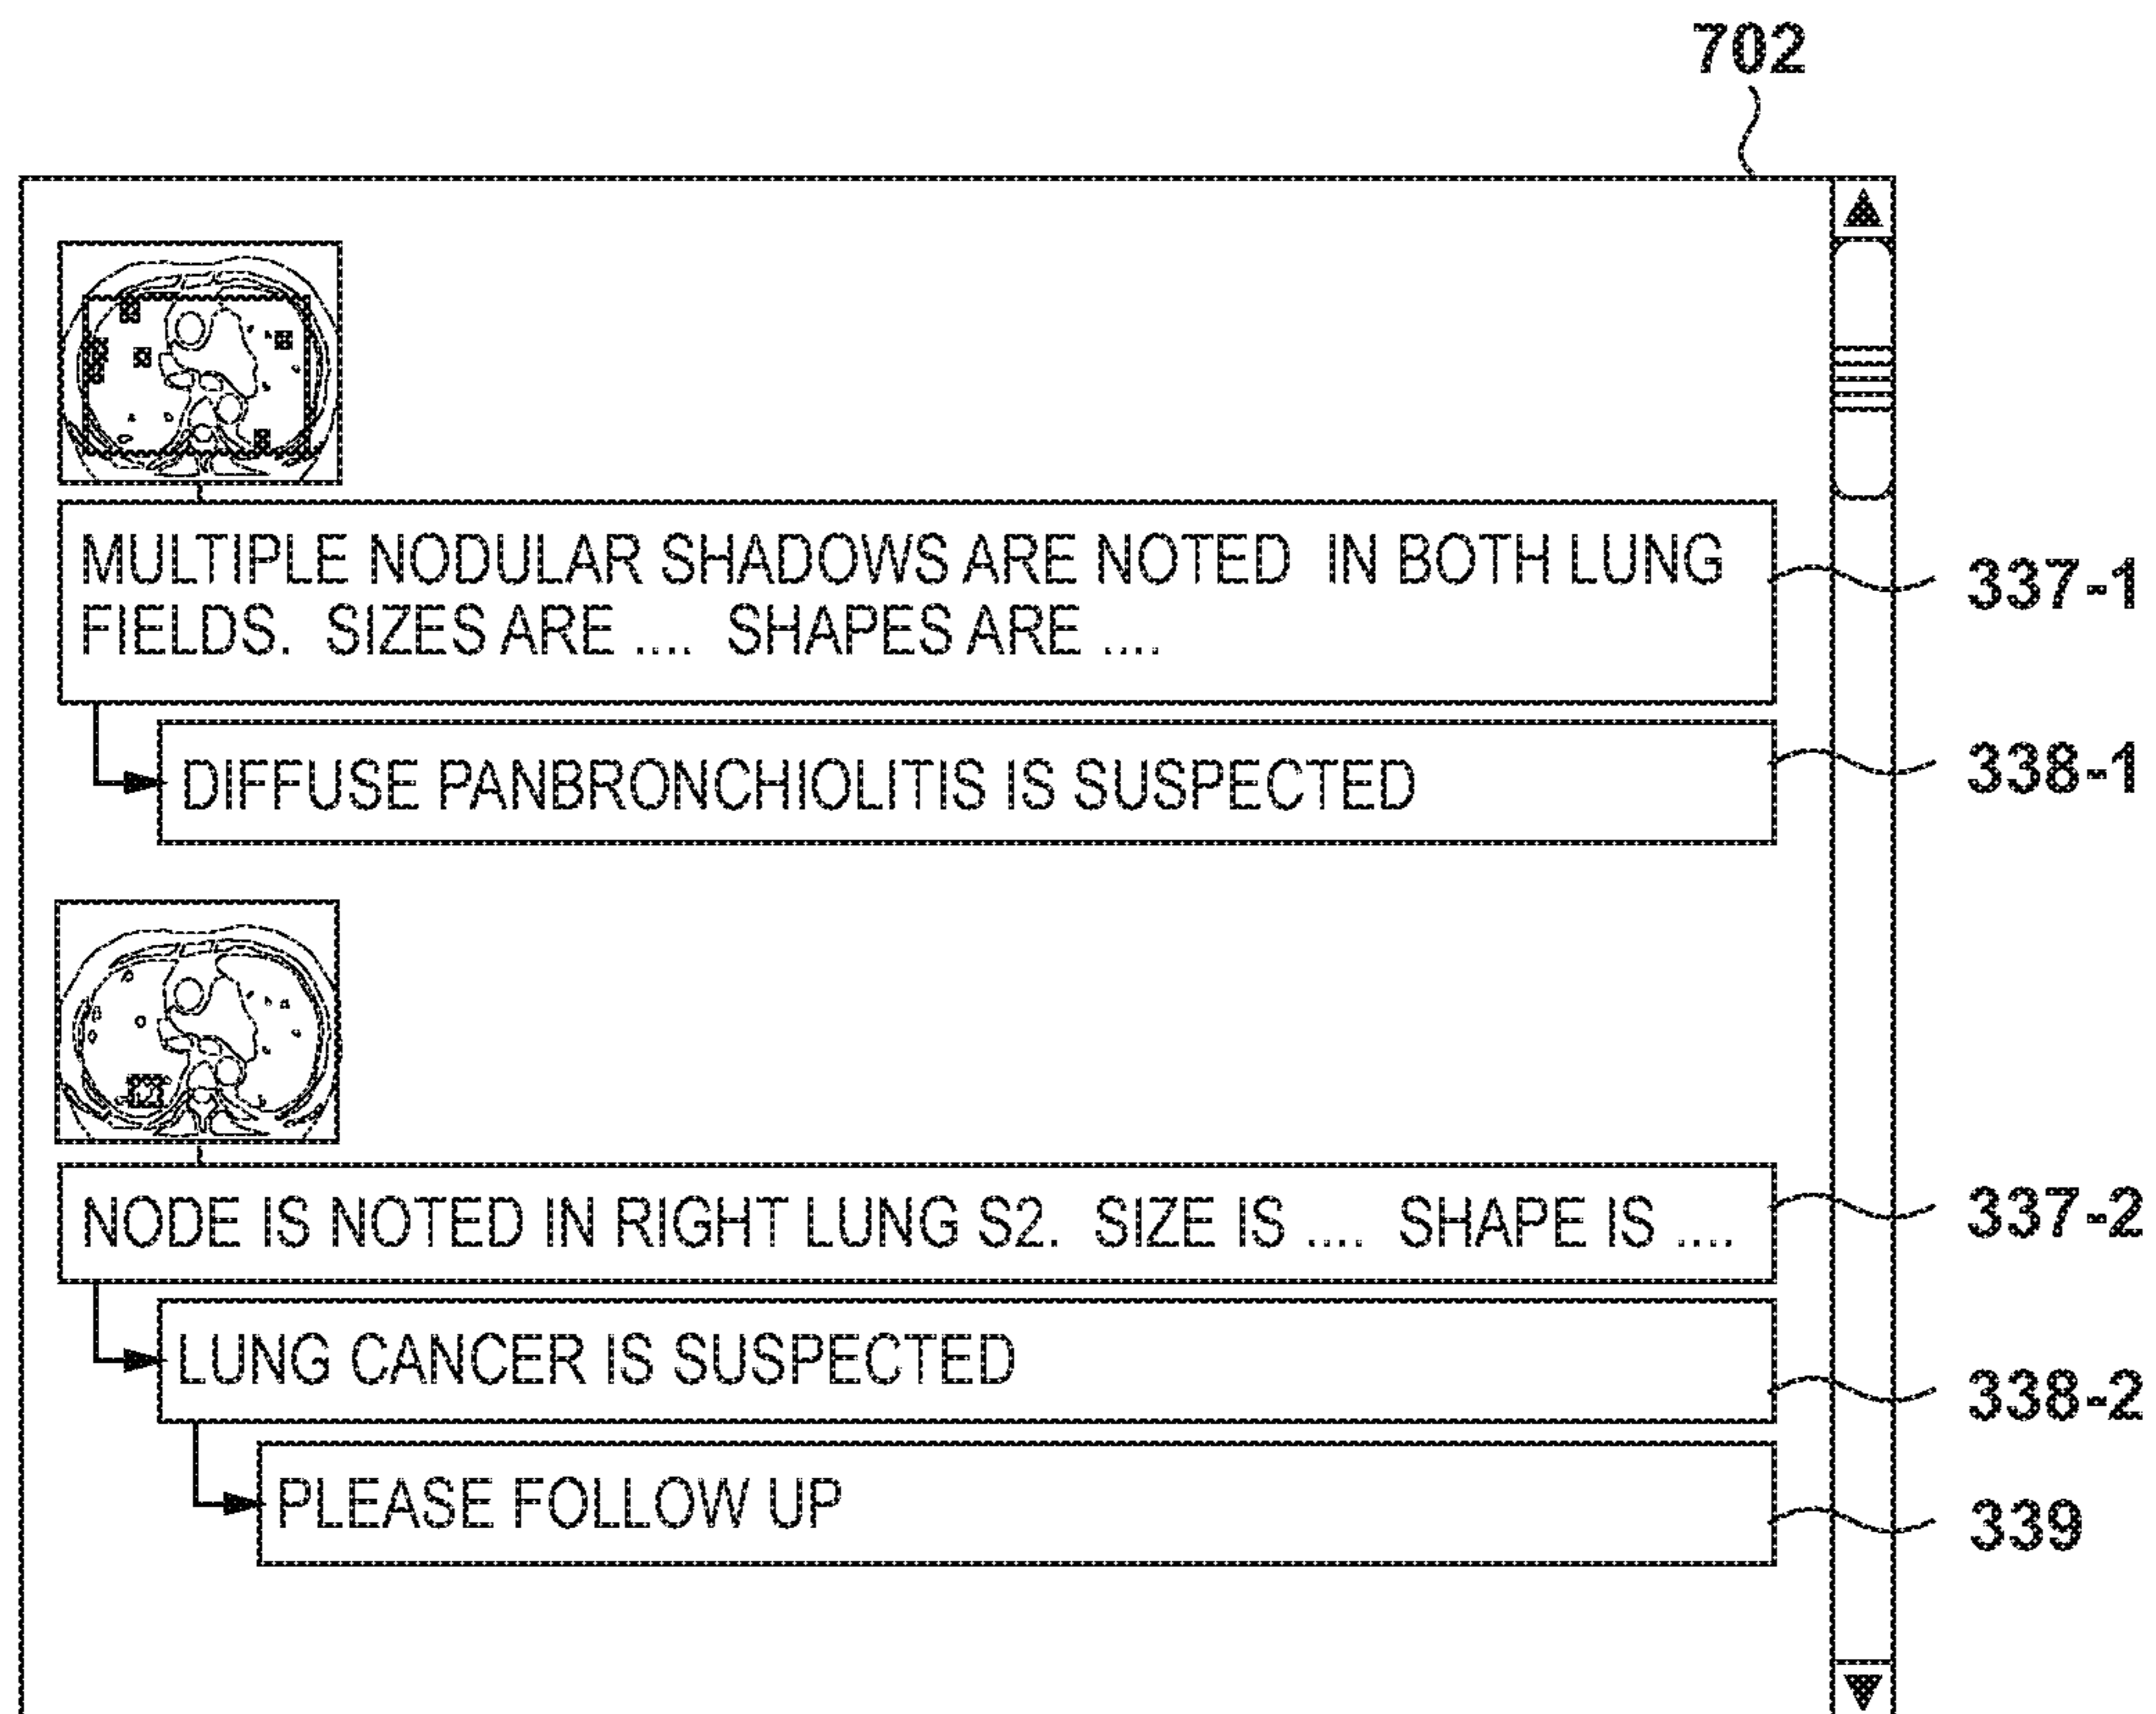 702
MULTIPLE NODULAR SHADOWS ARE NOTED IN BOTH LUNG
FIELDS. SIZES ARE .... SHAPES ARE ....
337-1
DIFFUSE PANBRONCHIOLITIS IS SUSPECTED
338-1
NODE IS NOTED IN RIGHT LUNG S2. SIZE IS .... SHAPE IS ....
337-2
LUNG CANCER IS SUSPECTED
338-2
PLEASE FOLLOW UP
339